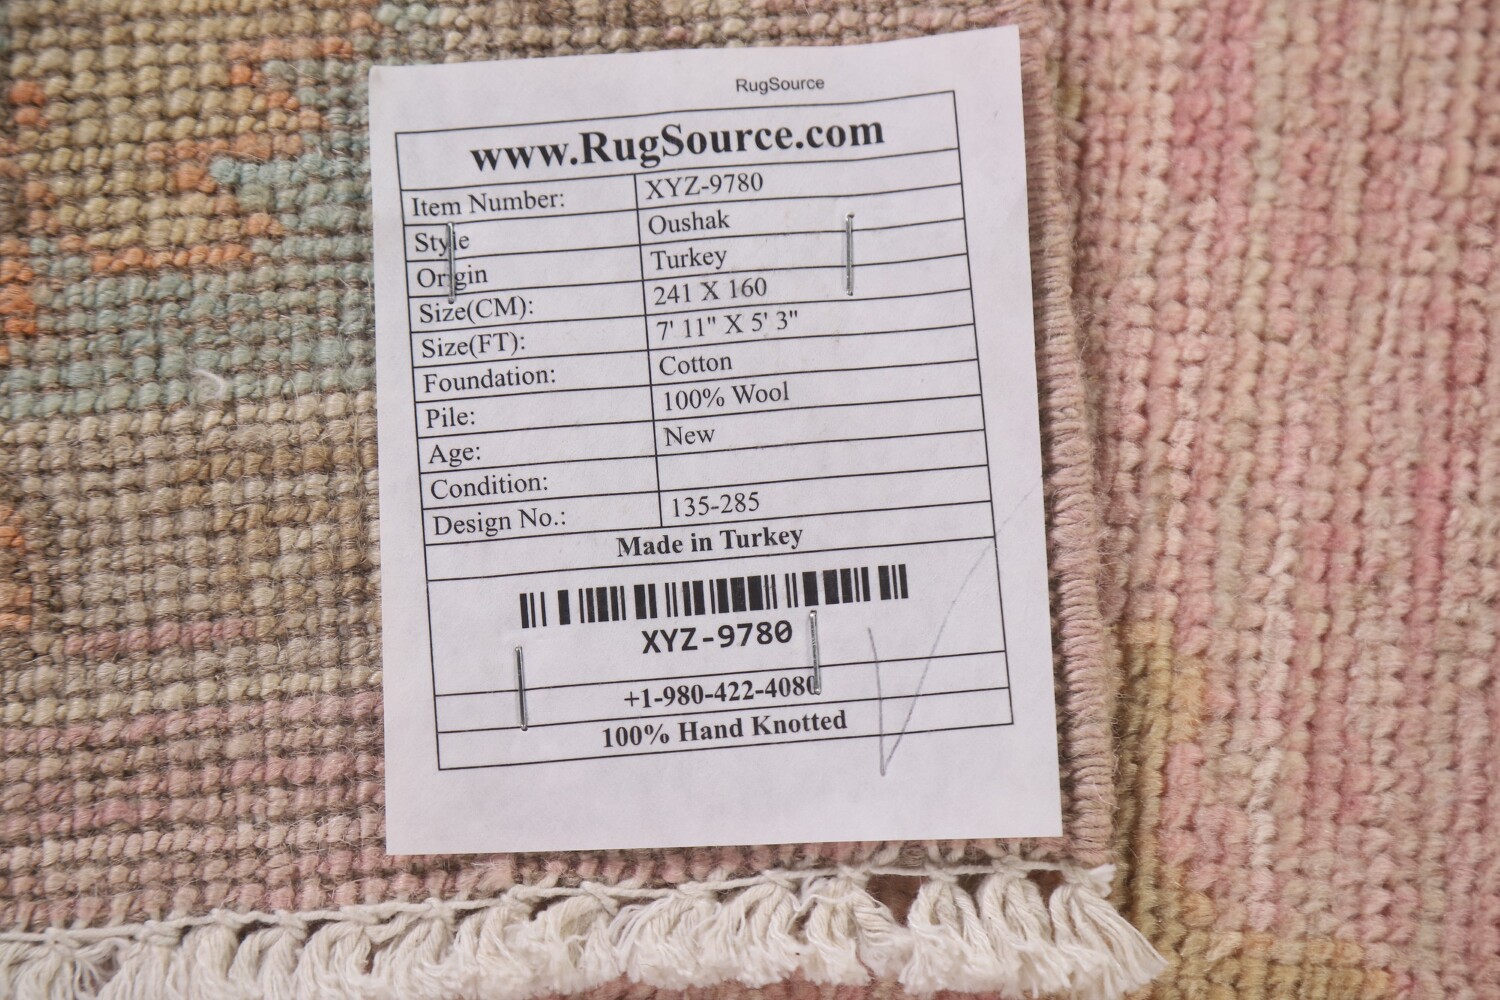 RugSource
www.RugSource.com
Item Number: XYZ-9780
Style Oushak
Origin Turkey
Size(CM): 241 X 160
Size(FT): 7' 11" X 5' 3"
Foundation: Cotton
Pile: 100% Wool
Age: New
Condition:
Design No.: 135-285
Made in Turkey
XYZ-9780
+1-980-422-4080
100% Hand Knotted